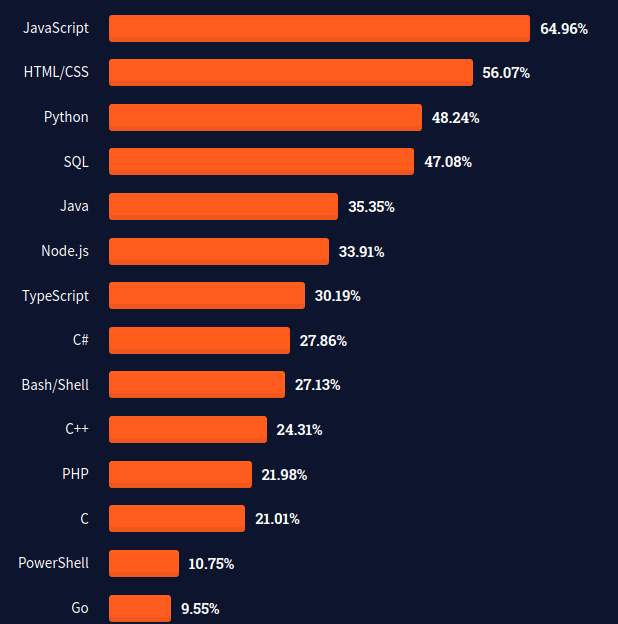 JavaScript 64.96%
HTML/CSS 56.07%
Python 48.24%
SQL 47.08%
Java 35.35%
Node.js 33.91%
TypeScript 30.19%
C# 27.86%
Bash/Shell 27.13%
C++ 24.31%
PHP 21.98%
C 21.01%
PowerShell 10.75%
Go 9.55%